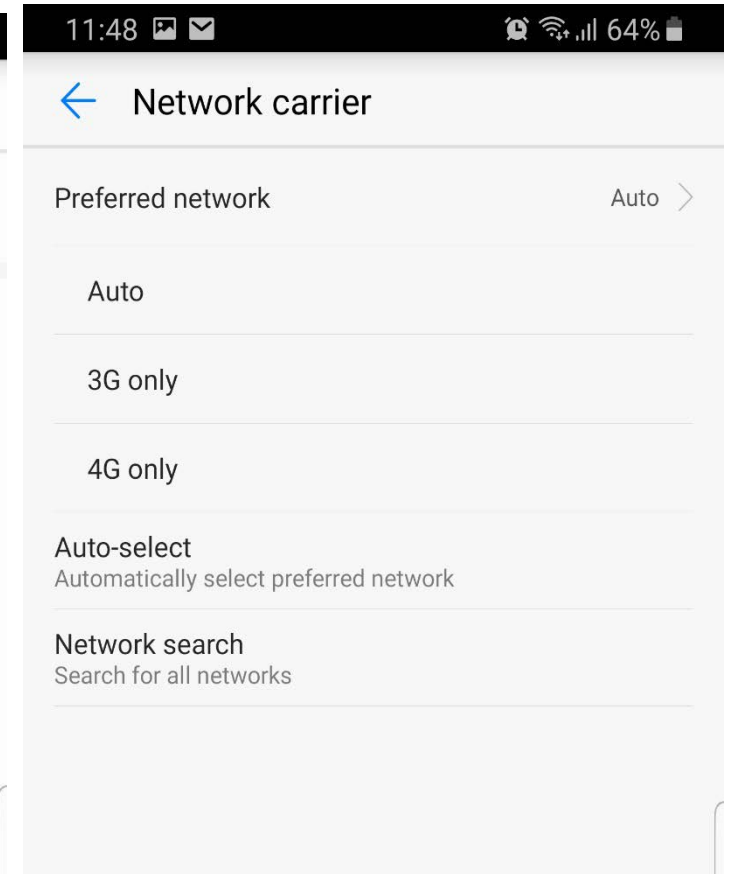 11:48 64%
Network carrier
Preferred network Auto
Auto
3G only
4G only
Auto-select
Automatically select preferred network
Network search
Search for all networks